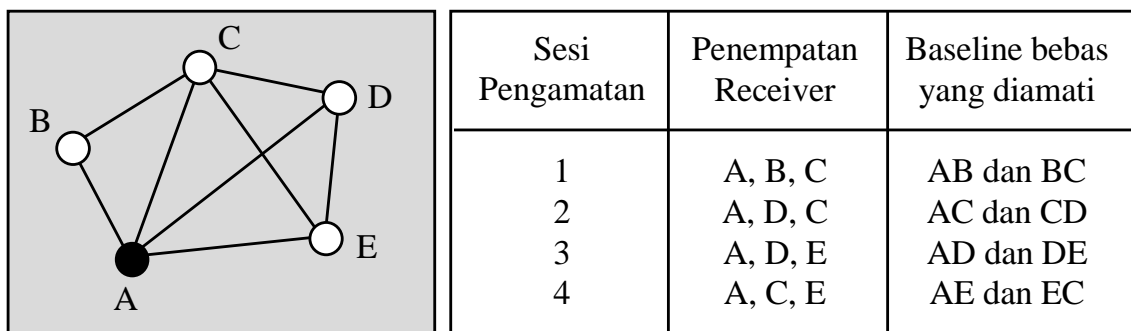 C
D
B
E
A
Sesi Pengamatan Penempatan Receiver Baseline bebas yang diamati
1 A, B, C AB dan BC
2 A, D, C AC dan CD
3 A, D, E AD dan DE
4 A, C, E AE dan EC